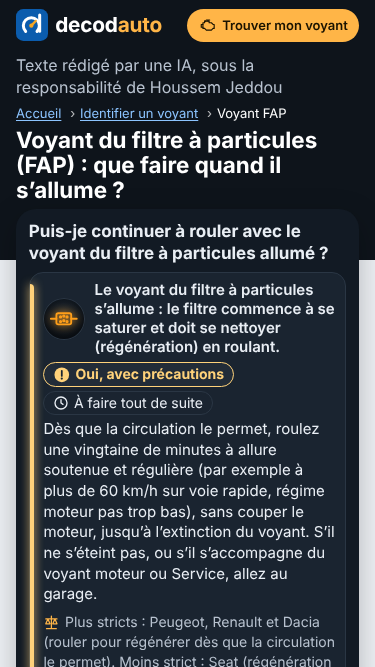 decodauto
Trouver mon voyant
Texte rédigé par une IA, sous la
responsabilité de Houssem Jeddou
Accueil › Identifier un voyant › Voyant FAP
Voyant du filtre à particules
(FAP) : que faire quand il
s’allume ?
Puis-je continuer à rouler avec le
voyant du filtre à particules allumé ?
Le voyant du filtre à particules
s’allume : le filtre commence à se
saturer et doit se nettoyer
(régénération) en roulant.
Oui, avec précautions
À faire tout de suite
Dès que la circulation le permet, roulez
une vingtaine de minutes à allure
soutenue et régulière (par exemple à
plus de 60 km/h sur voie rapide, régime
moteur pas trop bas), sans couper le
moteur, jusqu’à l’extinction du voyant. S’il
ne s’éteint pas, ou s’il s’accompagne du
voyant moteur ou Service, allez au
garage.
Plus stricts : Peugeot, Renault et Dacia
(rouler pour régénérer dès que la circulation
le permet). Moins strict : Seat (régénération